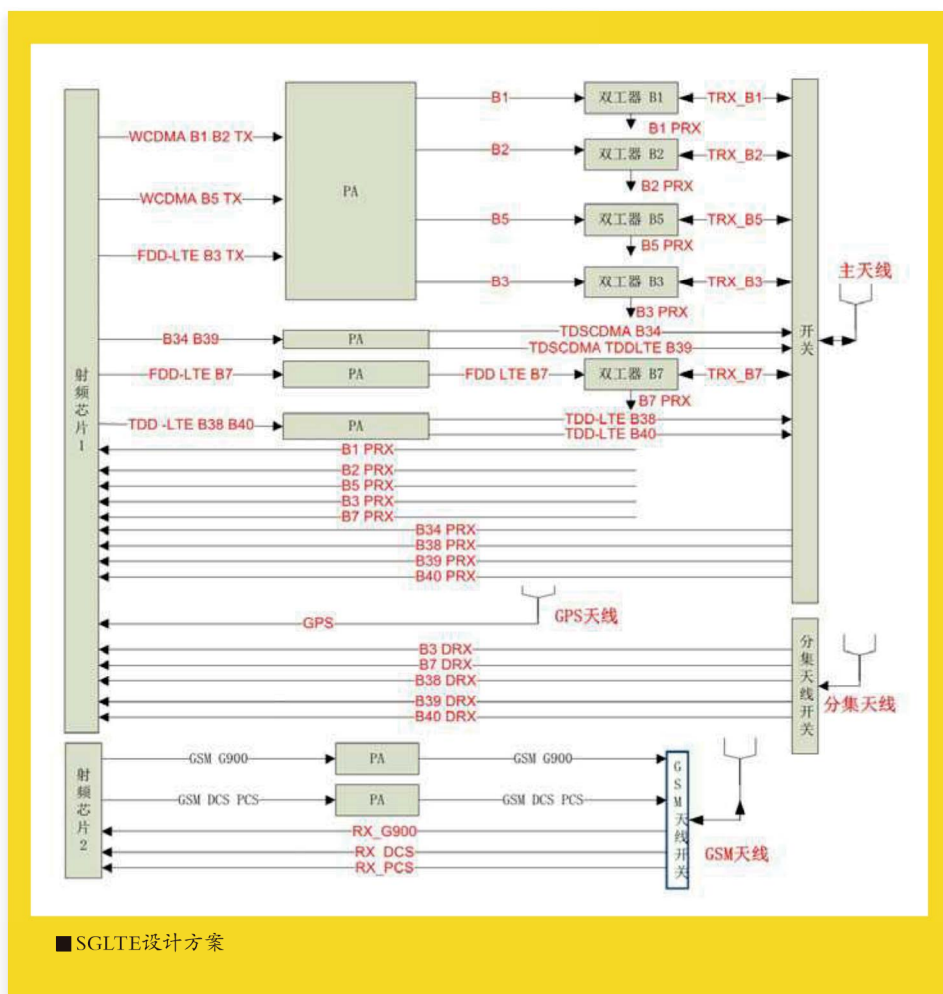 B1
双工器 B1
TRX_B1
B1 PRX
WCDMA B1 B2 TX
B2
双工器 B2
TRX_B2
B2 PRX
PA
WCDMA B5 TX
B5
双工器 B5
TRX_B5
B5 PRX
FDD-LTE B3 TX
B3
双工器 B3
TRX_B3
B3 PRX
主天线
开关
射频芯片1
B34 B39
PA
TDSCDMA B34
TDSCDMA TDDLTE B39
FDD-LTE B7
PA
FDD LTE B7
双工器 B7
TRX_B7
B7 PRX
TDD -LTE B38 B40
PA
TDD-LTE B38
TDD-LTE B40
B1 PRX
B2 PRX
B5 PRX
B3 PRX
B7 PRX
B34 PRX
B38 PRX
B39 PRX
B40 PRX
GPS
GPS天线
B3 DRX
B7 DRX
B38 DRX
B39 DRX
B40 DRX
分集天线开关
分集天线
射频芯片2
GSM G900
PA
GSM G900
GSM DCS PCS
PA
GSM DCS PCS
RX_G900
RX_DCS
RX_PCS
GSM天线开关
GSM天线
■SGLTE设计方案